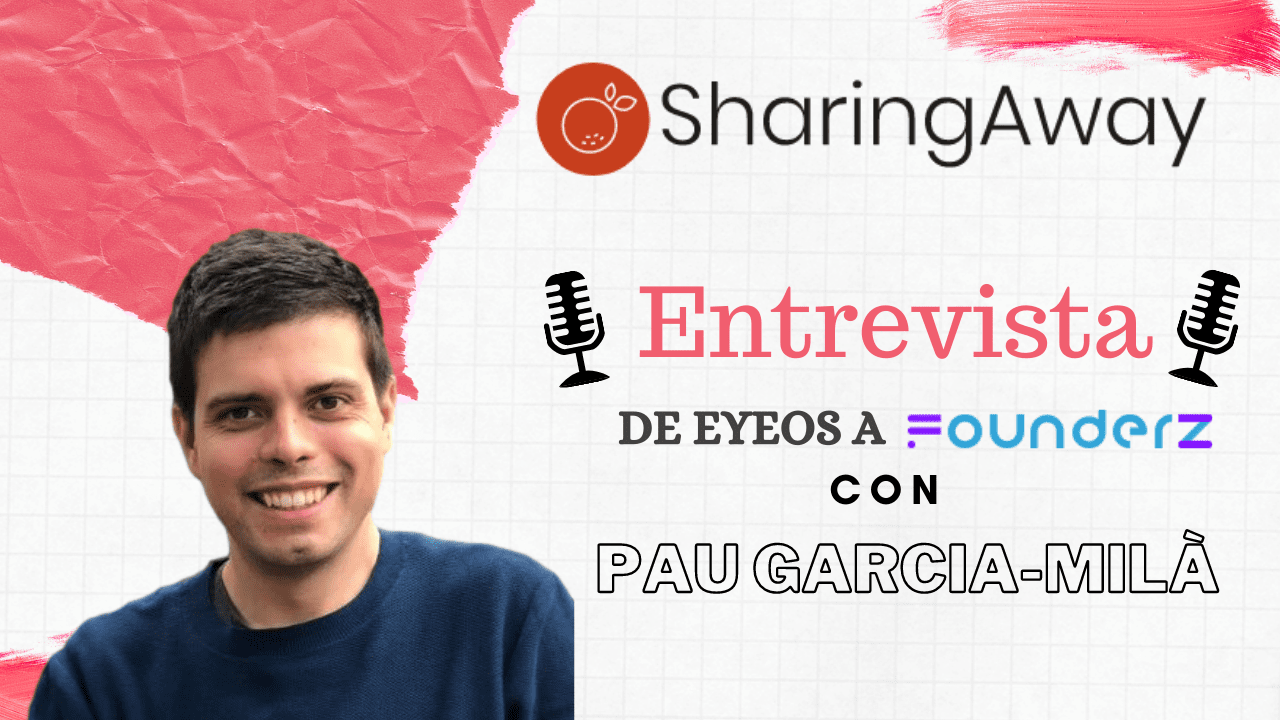 SharingAway
Entrevista
DE EYEOS A FounderZ
CON
PAU GARCIA-MILÀ